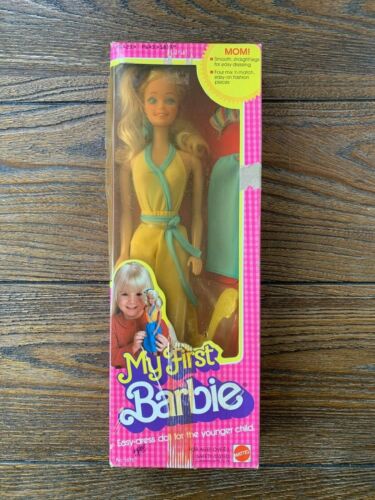 MOM!
Smooth, straight legs
for easy dressing
Four mix 'n match,
easy-on fashion
pieces
My First
Barbie
Easy-dress doll for the younger child.
MATTEL